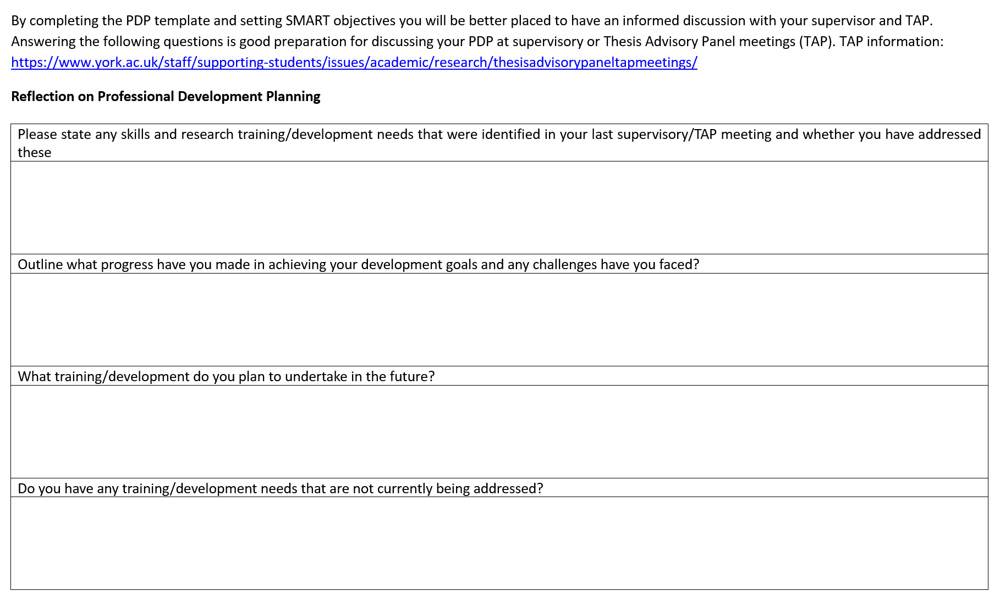 By completing the PDP template and setting SMART objectives you will be better placed to have an informed discussion with your supervisor and TAP.
Answering the following questions is good preparation for discussing your PDP at supervisory or Thesis Advisory Panel meetings (TAP). TAP information:
https://www.york.ac.uk/staff/supporting-students/issues/academic/research/thesisadvisorypaneltapmeetings/
Reflection on Professional Development Planning
Please state any skills and research training/development needs that were identified in your last supervisory/TAP meeting and whether you have addressed
these
Outline what progress have you made in achieving your development goals and any challenges have you faced?
What training/development do you plan to undertake in the future?
Do you have any training/development needs that are not currently being addressed?